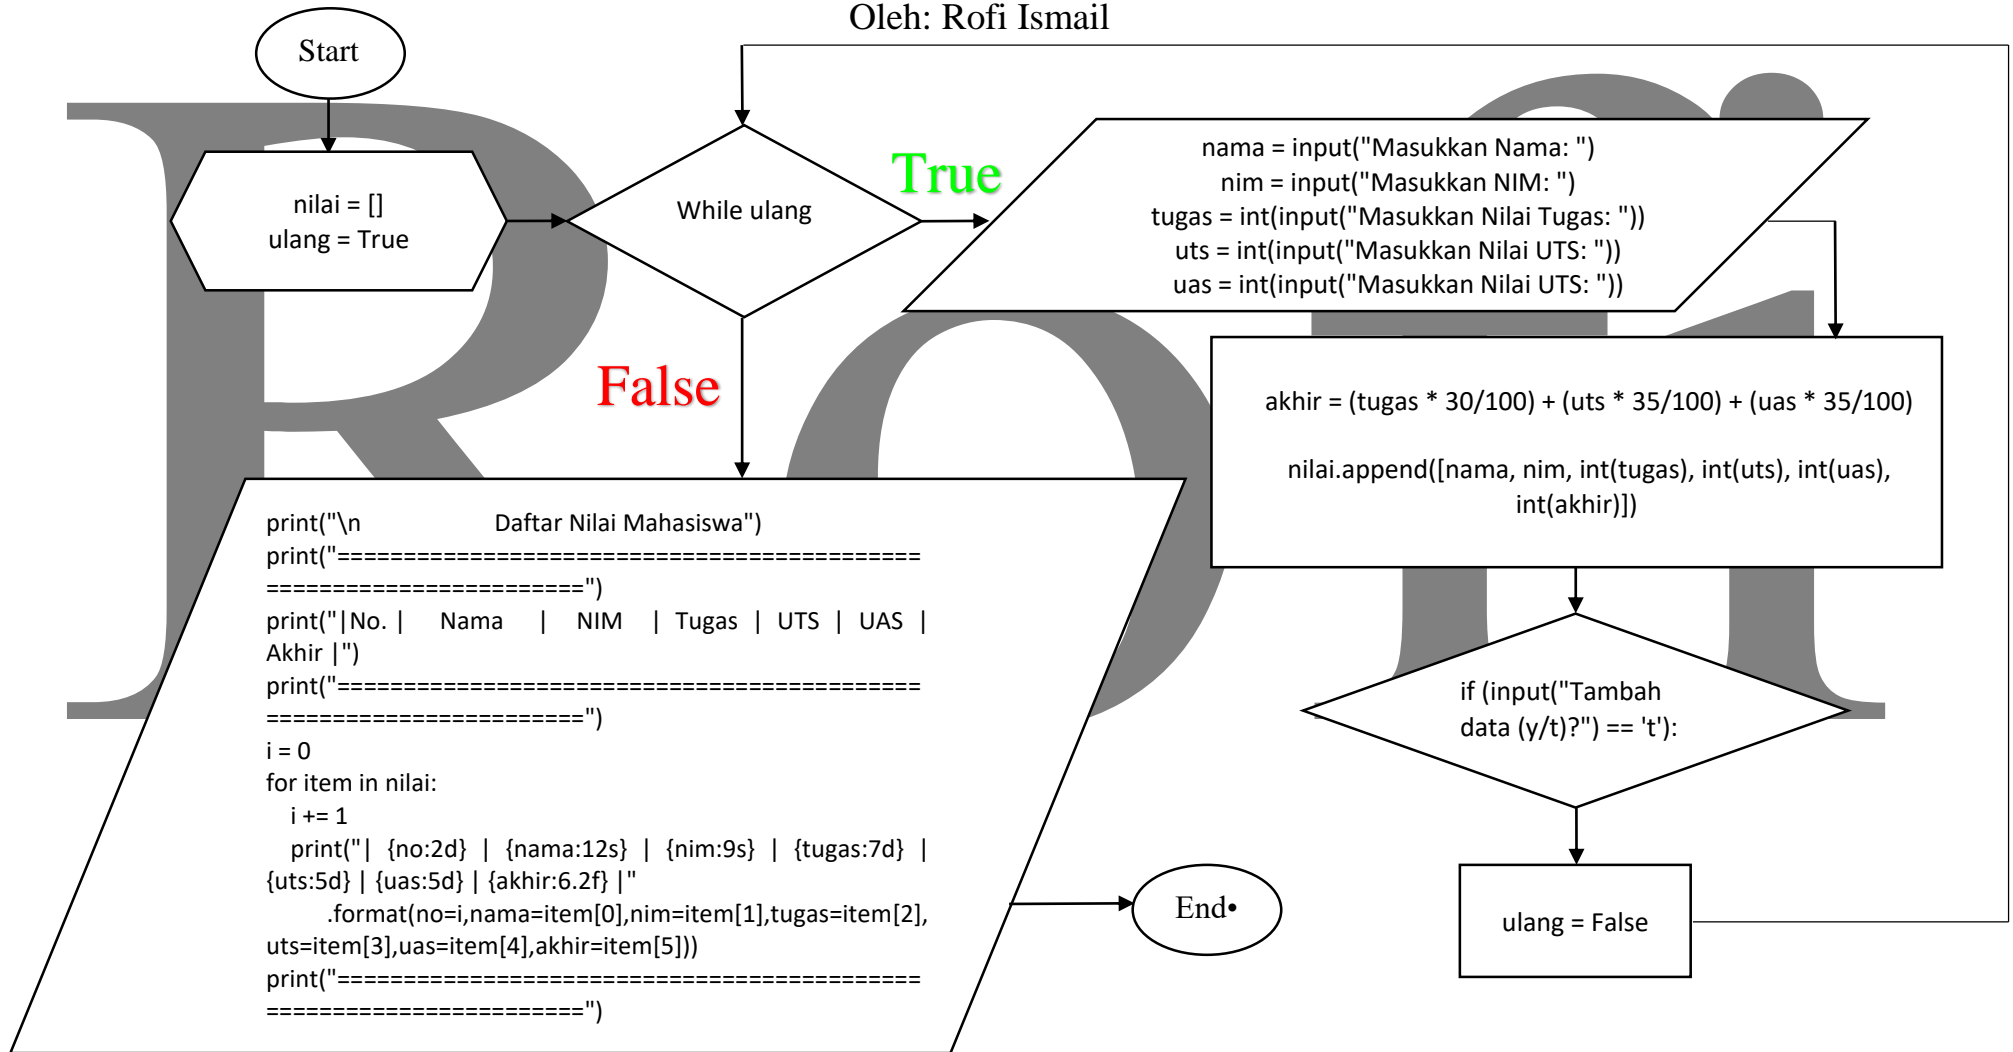 Oleh: Rofi Ismail
Start
nilai = []
ulang = True
While ulang
True
False
nama = input("Masukkan Nama: ")
nim = input("Masukkan NIM: ")
tugas = int(input("Masukkan Nilai Tugas: "))
uts = int(input("Masukkan Nilai UTS: "))
uas = int(input("Masukkan Nilai UTS: "))
akhir = (tugas * 30/100) + (uts * 35/100) + (uas * 35/100)
nilai.append([nama, nim, int(tugas), int(uts), int(uas),
int(akhir)])
if (input("Tambah
data (y/t)?") == 't'):
ulang = False
print("\n                    Daftar Nilai Mahasiswa")
print("============================================
========================")
print("|No. |    Nama    |   NIM   | Tugas | UTS | UAS |
Akhir |")
print("============================================
========================")
i = 0
for item in nilai:
  i += 1
  print("| {no:2d} | {nama:12s} | {nim:9s} | {tugas:7d} |
{uts:5d} | {uas:5d} | {akhir:6.2f} |"
     .format(no=i,nama=item[0],nim=item[1],tugas=item[2],
uts=item[3],uas=item[4],akhir=item[5]))
print("============================================
========================")
End•
Rofi